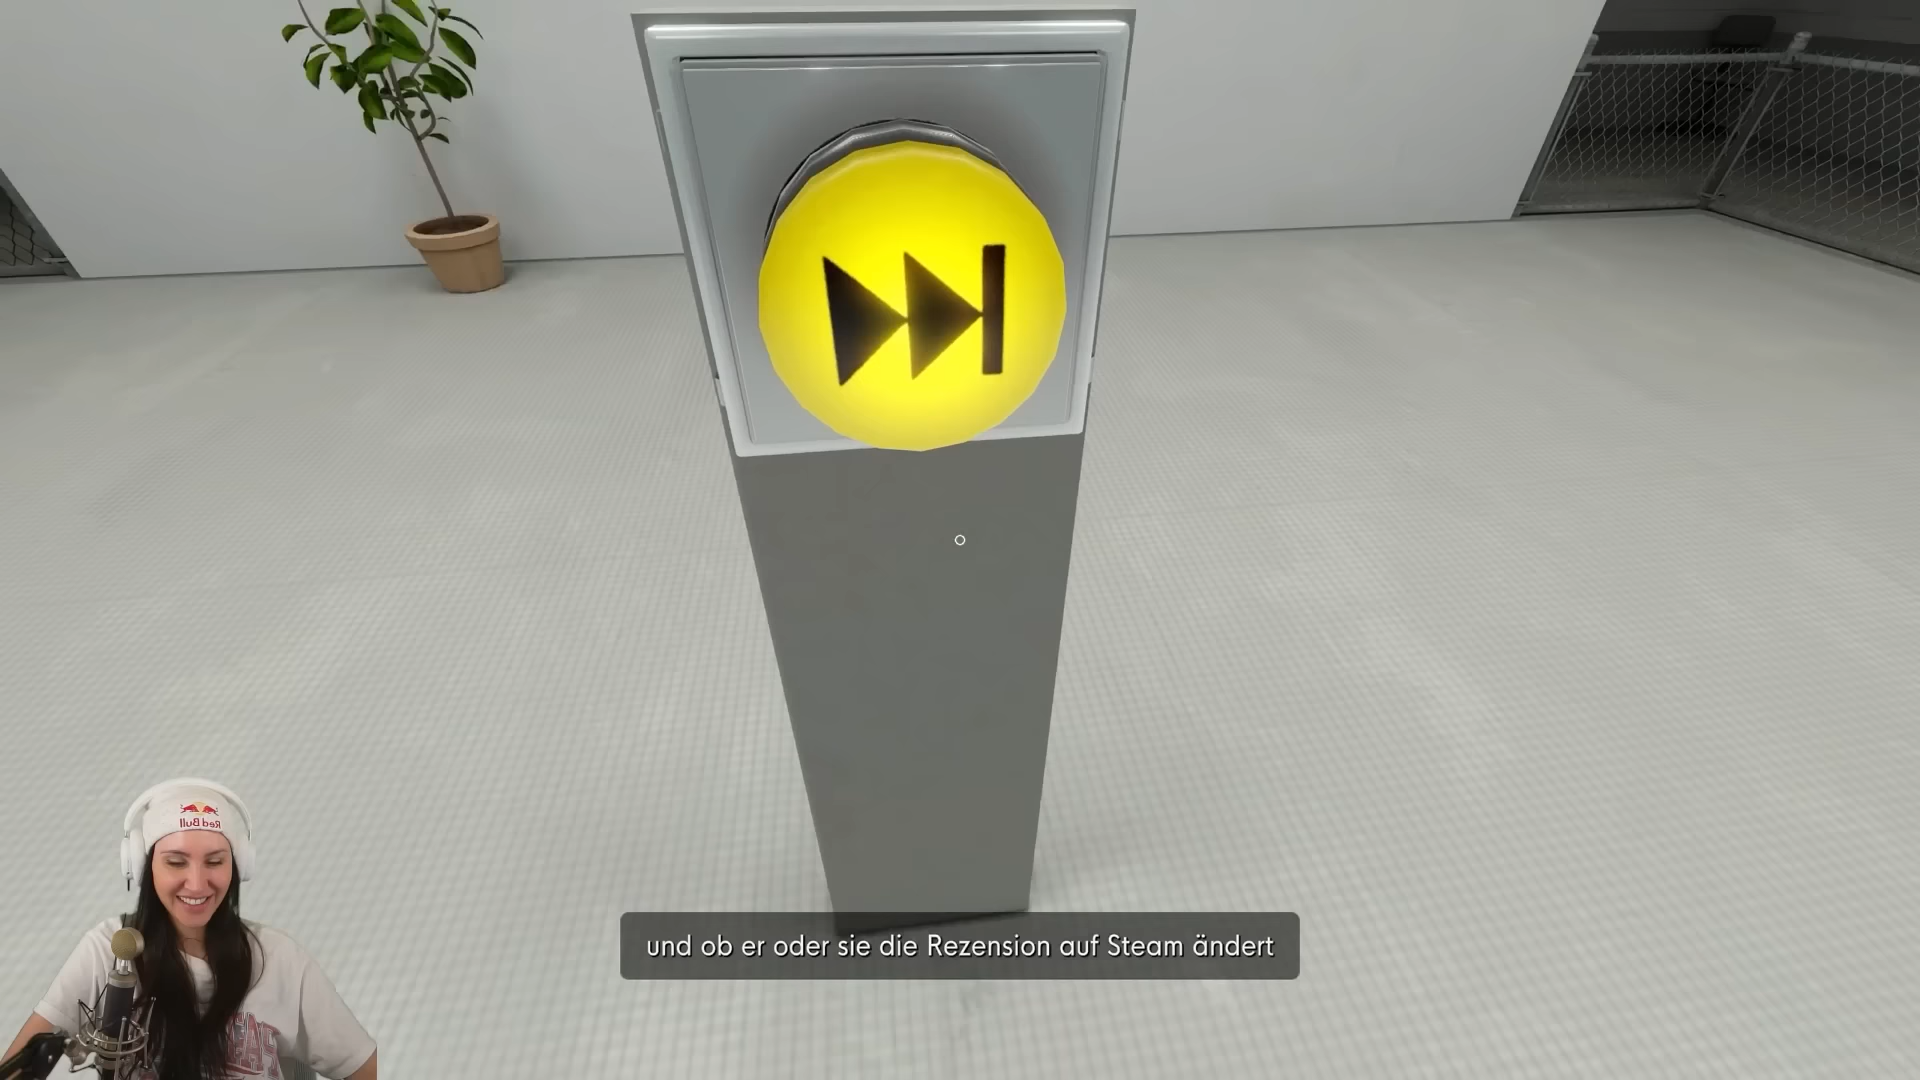 Red Bull
und ob er oder sie die Rezension auf Steam ändert